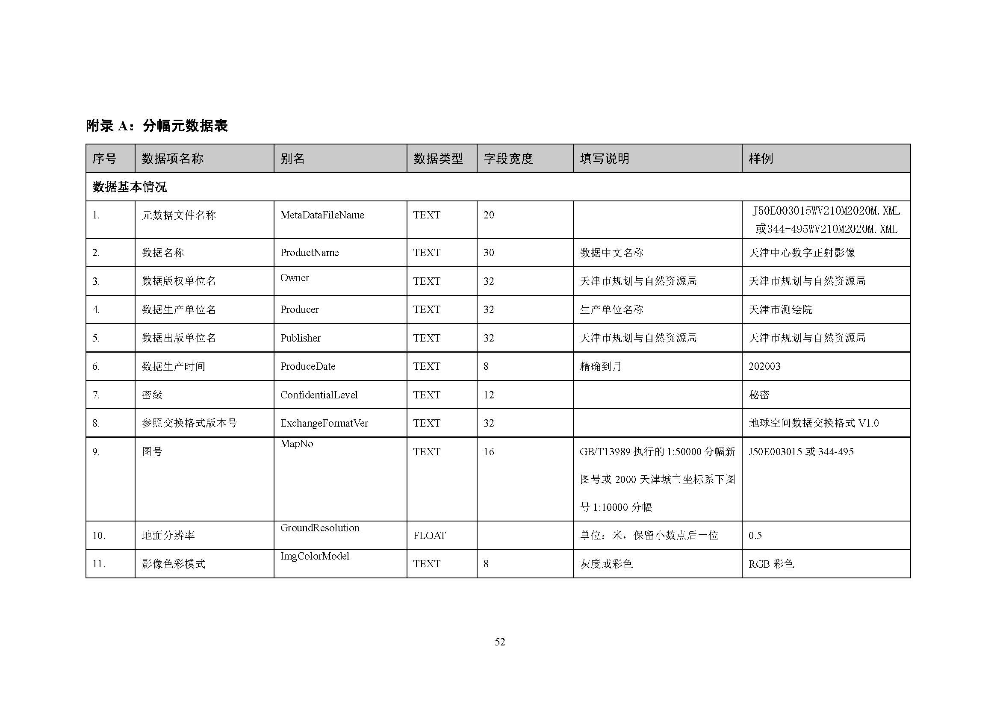 附录 A：分幅元数据表
序号 数据项名称 别名 数据类型 字段宽度 填写说明 样例
数据基本情况
1. 元数据文件名称 MetaDataFileName TEXT 20 J50E003015WV210M2020M.XML
或344-495WV210M2020M.XML
2. 数据名称 ProductName TEXT 30 数据中文名称 天津中心数字正射影像
3. 数据版权单位名 Owner TEXT 32 天津市规划与自然资源局 天津市规划与自然资源局
4. 数据生产单位名 Producer TEXT 32 生产单位名称 天津市测绘院
5. 数据出版单位名 Publisher TEXT 32 天津市规划与自然资源局 天津市规划与自然资源局
6. 数据生产时间 ProduceDate TEXT 8 精确到月 202003
7. 密级 ConfidentialLevel TEXT 12 秘密
8. 参照交换格式版本号 ExchangeFormatVer TEXT 32 地球空间数据交换格式 V1.0
9. 图号 MapNo TEXT 16 GB/T13989 执行的 1:50000 分幅新 J50E003015 或 344-495
图号或 2000 天津城市坐标系下图
号 1:10000 分幅
10. 地面分辨率 GroundResolution FLOAT 单位：米，保留小数点后一位 0.5
11. 影像色彩模式 ImgColorModel TEXT 8 灰度或彩色 RGB 彩色
52